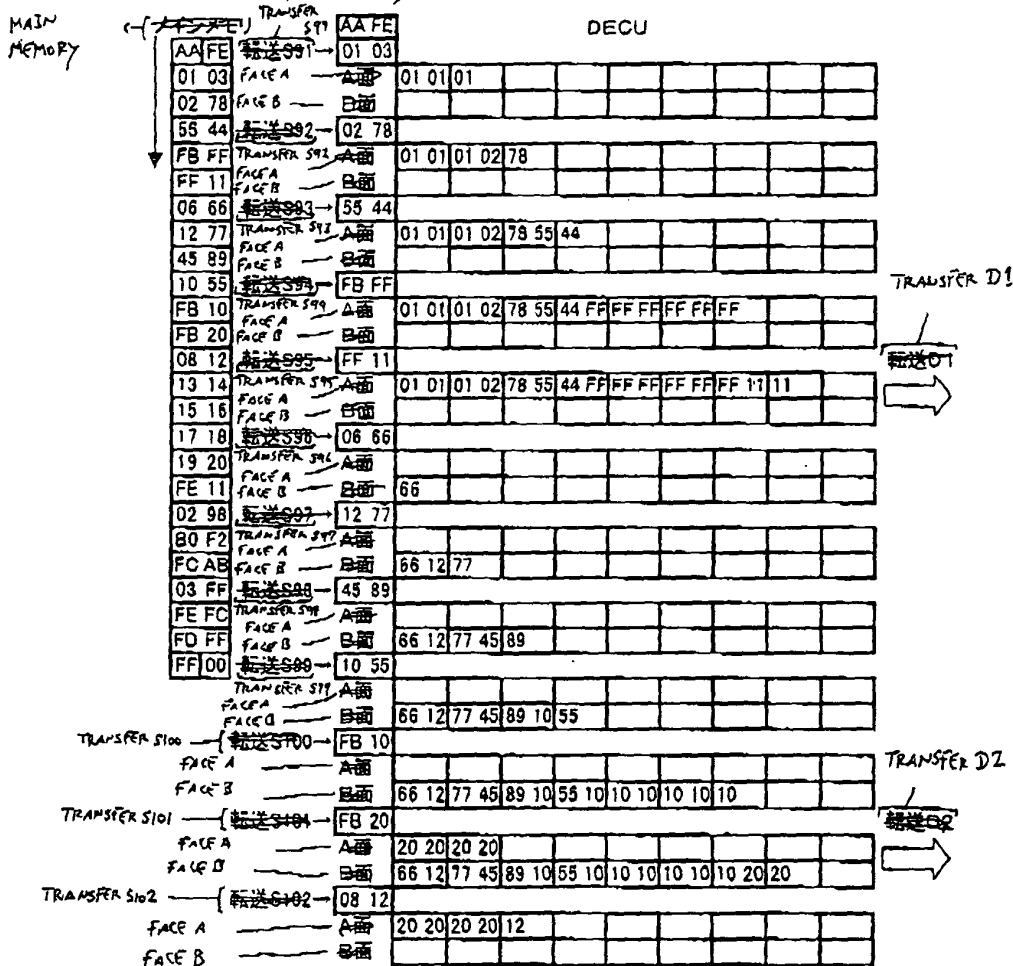 MAIN
MEMORY
メインメモリ
TRANSFER
S91
AA FE
DECU
AA FE 転送S91 → 01 03
01 03 FACE A A面 01 01 01
02 78 FACE B B面
55 44 転送S92 → 02 78
FB FF TRANSFER S92 A面 01 01 01 02 78
FACE A
FF 11 FACE B B面
06 66 転送S93 → 55 44
12 77 TRANSFER S93 A面 01 01 01 02 78 55 44
FACE A
45 89 FACE B B面
10 55 転送S94 → FB FF
TRANSFER D1
FB 10 TRANSFER S94 A面 01 01 01 02 78 55 44 FF FF FF FF FF FF
FACE A
FB 20 FACE B B面
08 12 転送S95 → FF 11
転送D1
13 14 TRANSFER S95 A面 01 01 01 02 78 55 44 FF FF FF FF FF FF 11 11
FACE A
15 16 FACE B B面
17 18 転送S96 → 06 66
19 20 TRANSFER S96 A面
FACE A
FE 11 FACE B B面 66
02 98 転送S97 → 12 77
80 F2 TRANSFER S97 A面
FACE A
FC AB FACE B B面 66 12 77
03 FF 転送S98 → 45 89
FE FC TRANSFER S98 A面
FACE A
FD FF FACE B B面 66 12 77 45 89
FF 00 転送S99 → 10 55
TRANSFER S99 A面
FACE A
FACE B B面 66 12 77 45 89 10 55
TRANSFER S100 転送S100 → FB 10
FACE A A面
TRANSFER D2
FACE B B面 66 12 77 45 89 10 55 10 10 10 10 10 10
TRANSFER S101 転送S101 → FB 20
転送D2
FACE A A面 20 20 20 20
FACE B B面 66 12 77 45 89 10 55 10 10 10 10 10 10 20 20
TRANSFER S102 転送S102 → 08 12
FACE A A面 20 20 20 20 12
FACE B B面